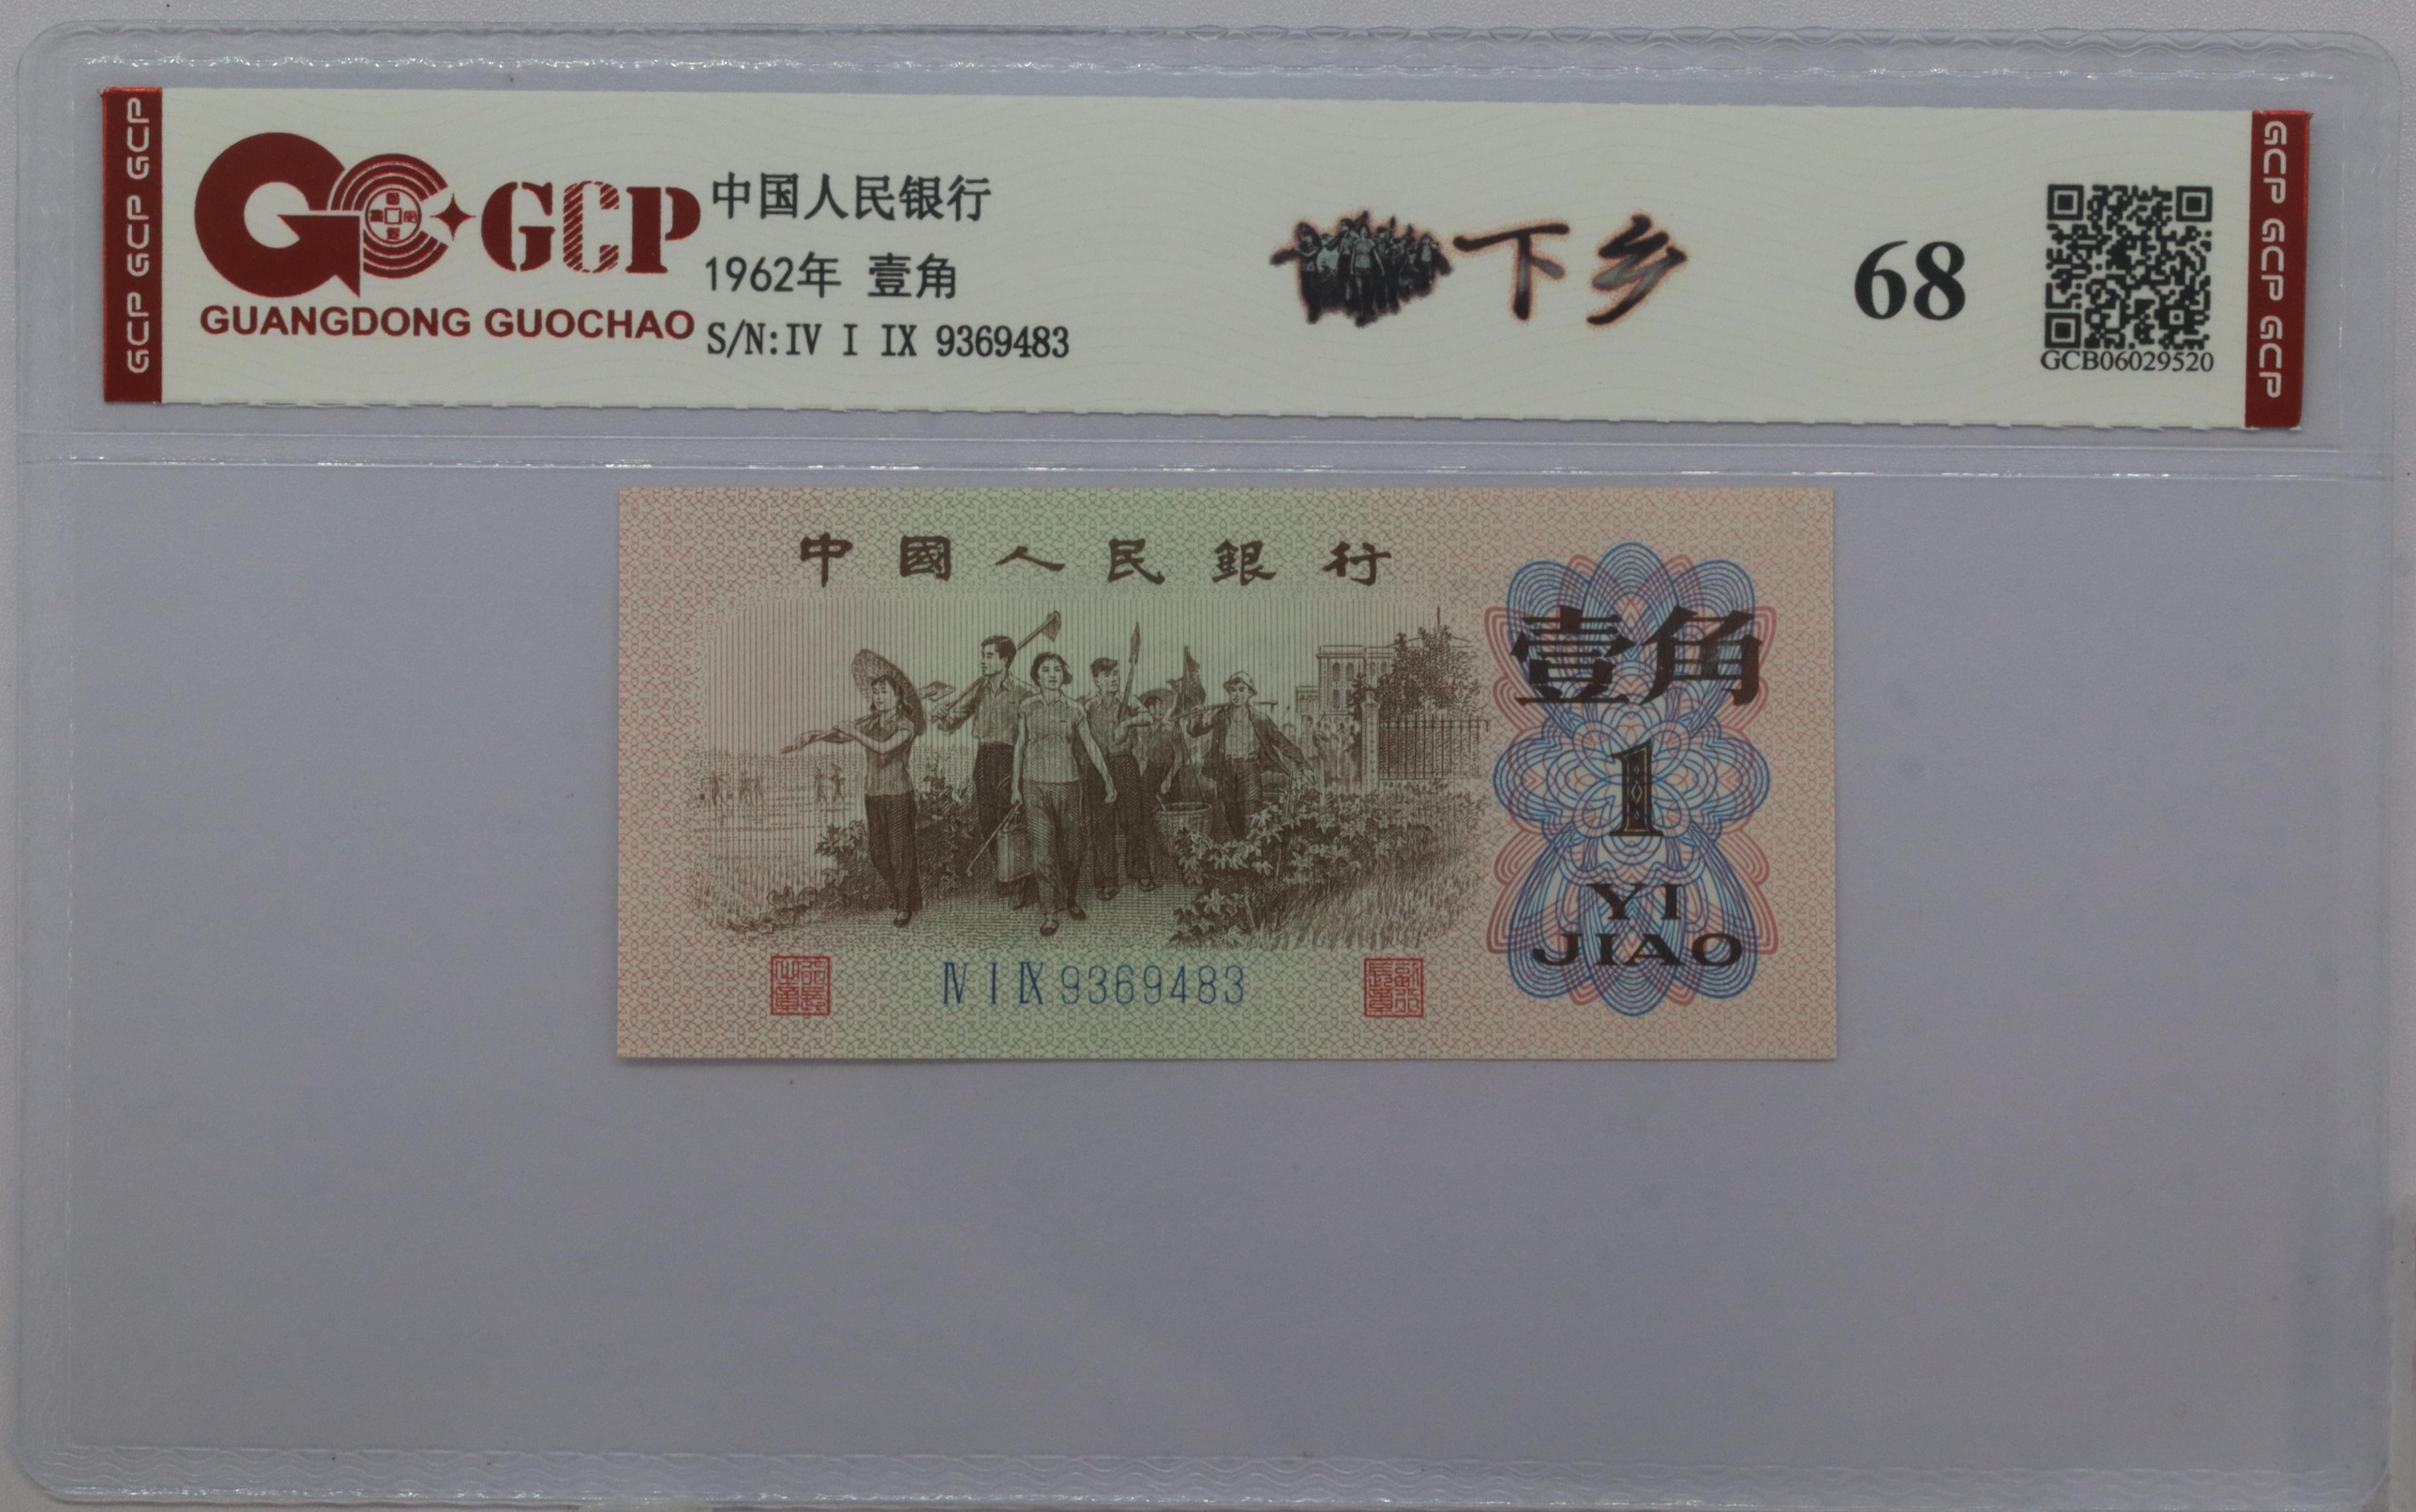 GCP GCP GCP
GCP
GUANGDONG GUOCHAO
中国人民银行
1962年 壹角
S/N:IV I IX 9369483
下乡
68
GCB06029520
GCP GCP GCP
中國人民銀行
壹角
1
YI
JIAO
Ⅳ Ⅰ Ⅸ 9369483